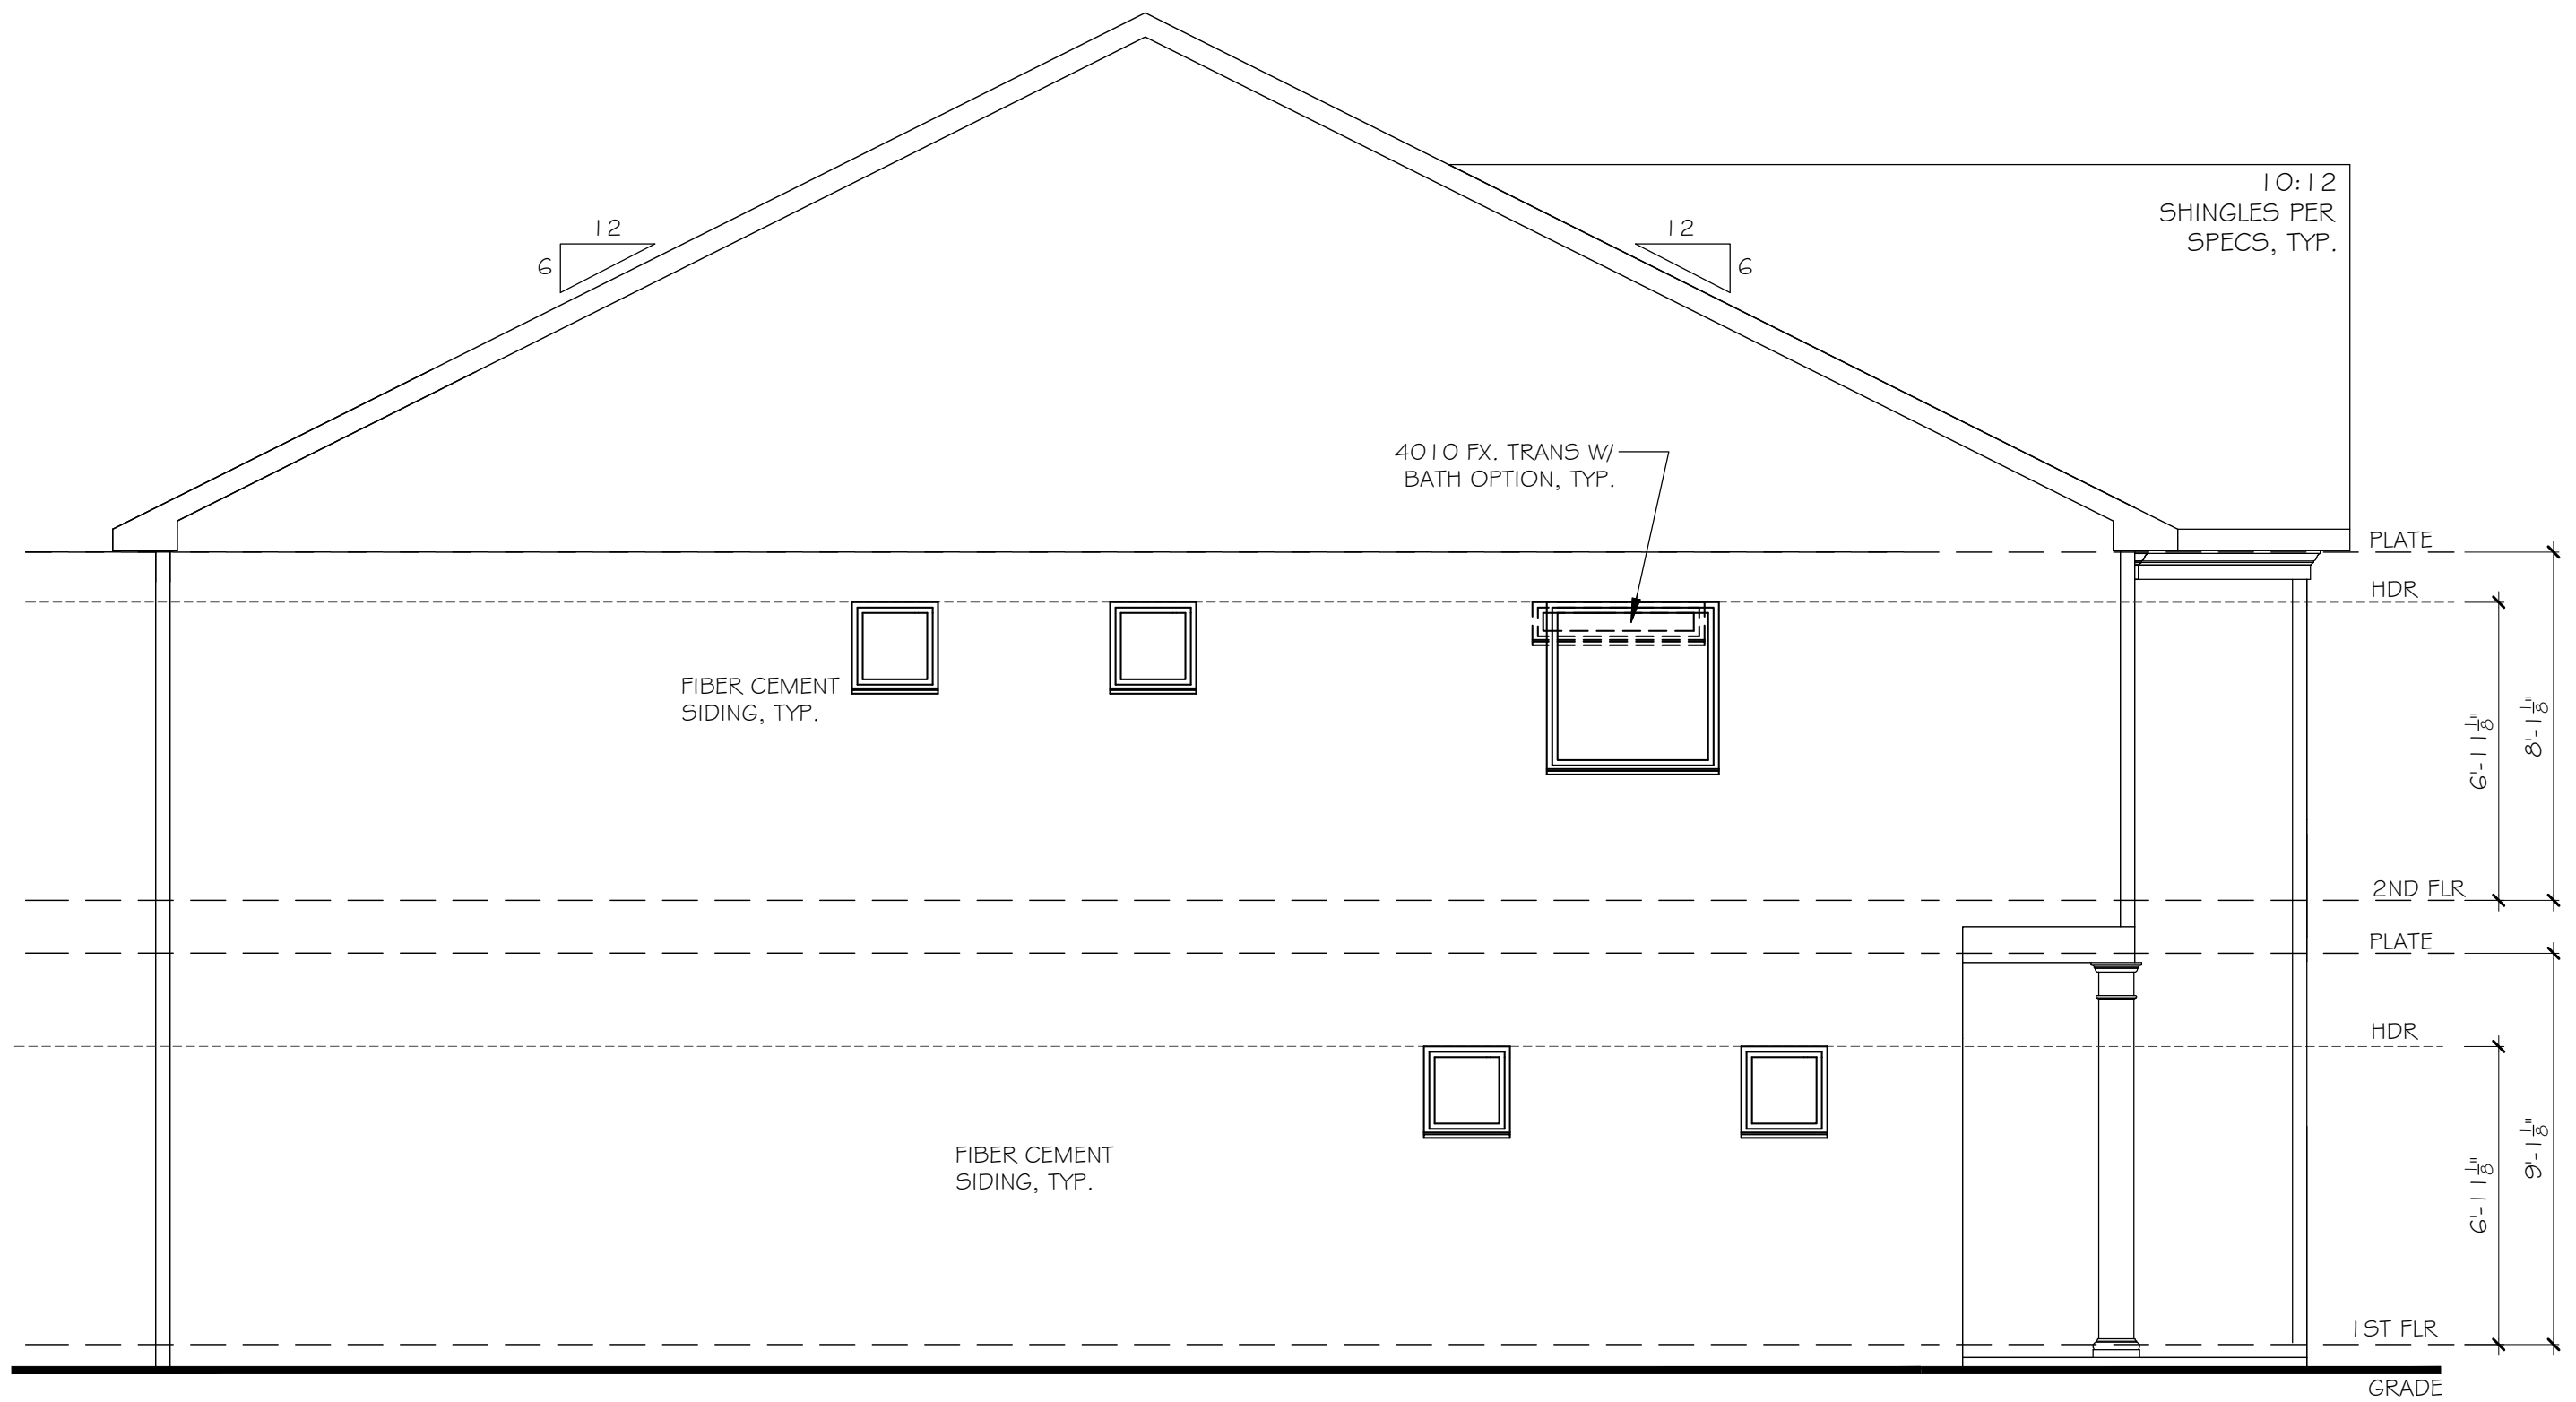 10:12
SHINGLES PER
SPECS, TYP.
12
6
12
6
4010 FX. TRANS W/
BATH OPTION, TYP.
PLATE
HDR
FIBER CEMENT
SIDING, TYP.
6'-11 1/8"
8'-1 1/8"
2ND FLR
PLATE
HDR
FIBER CEMENT
SIDING, TYP.
6'-11 1/8"
9'-1 1/8"
1ST FLR
GRADE